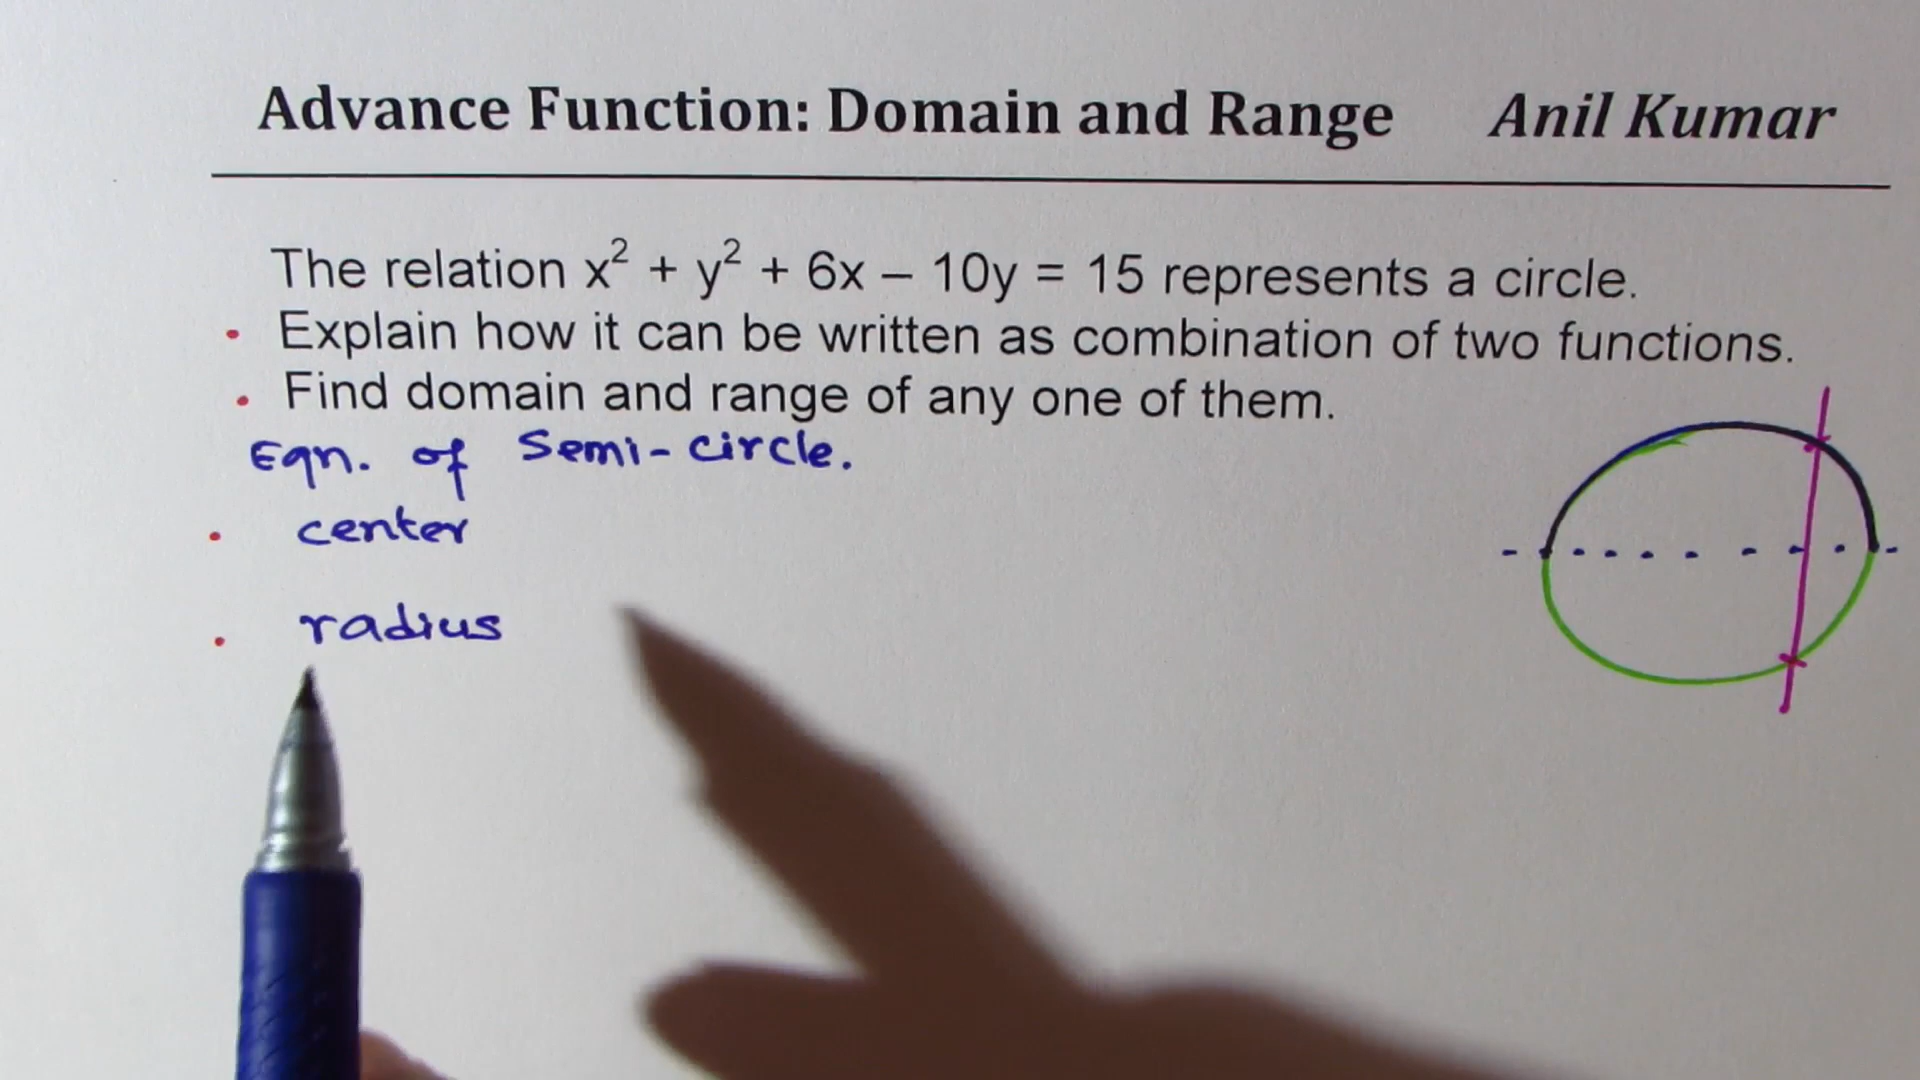 Advance Function: Domain and Range Anil Kumar
The relation x² + y² + 6x – 10y = 15 represents a circle.
• Explain how it can be written as combination of two functions.
• Find domain and range of any one of them.
Eqn. of Semi-circle.
• center
• radius